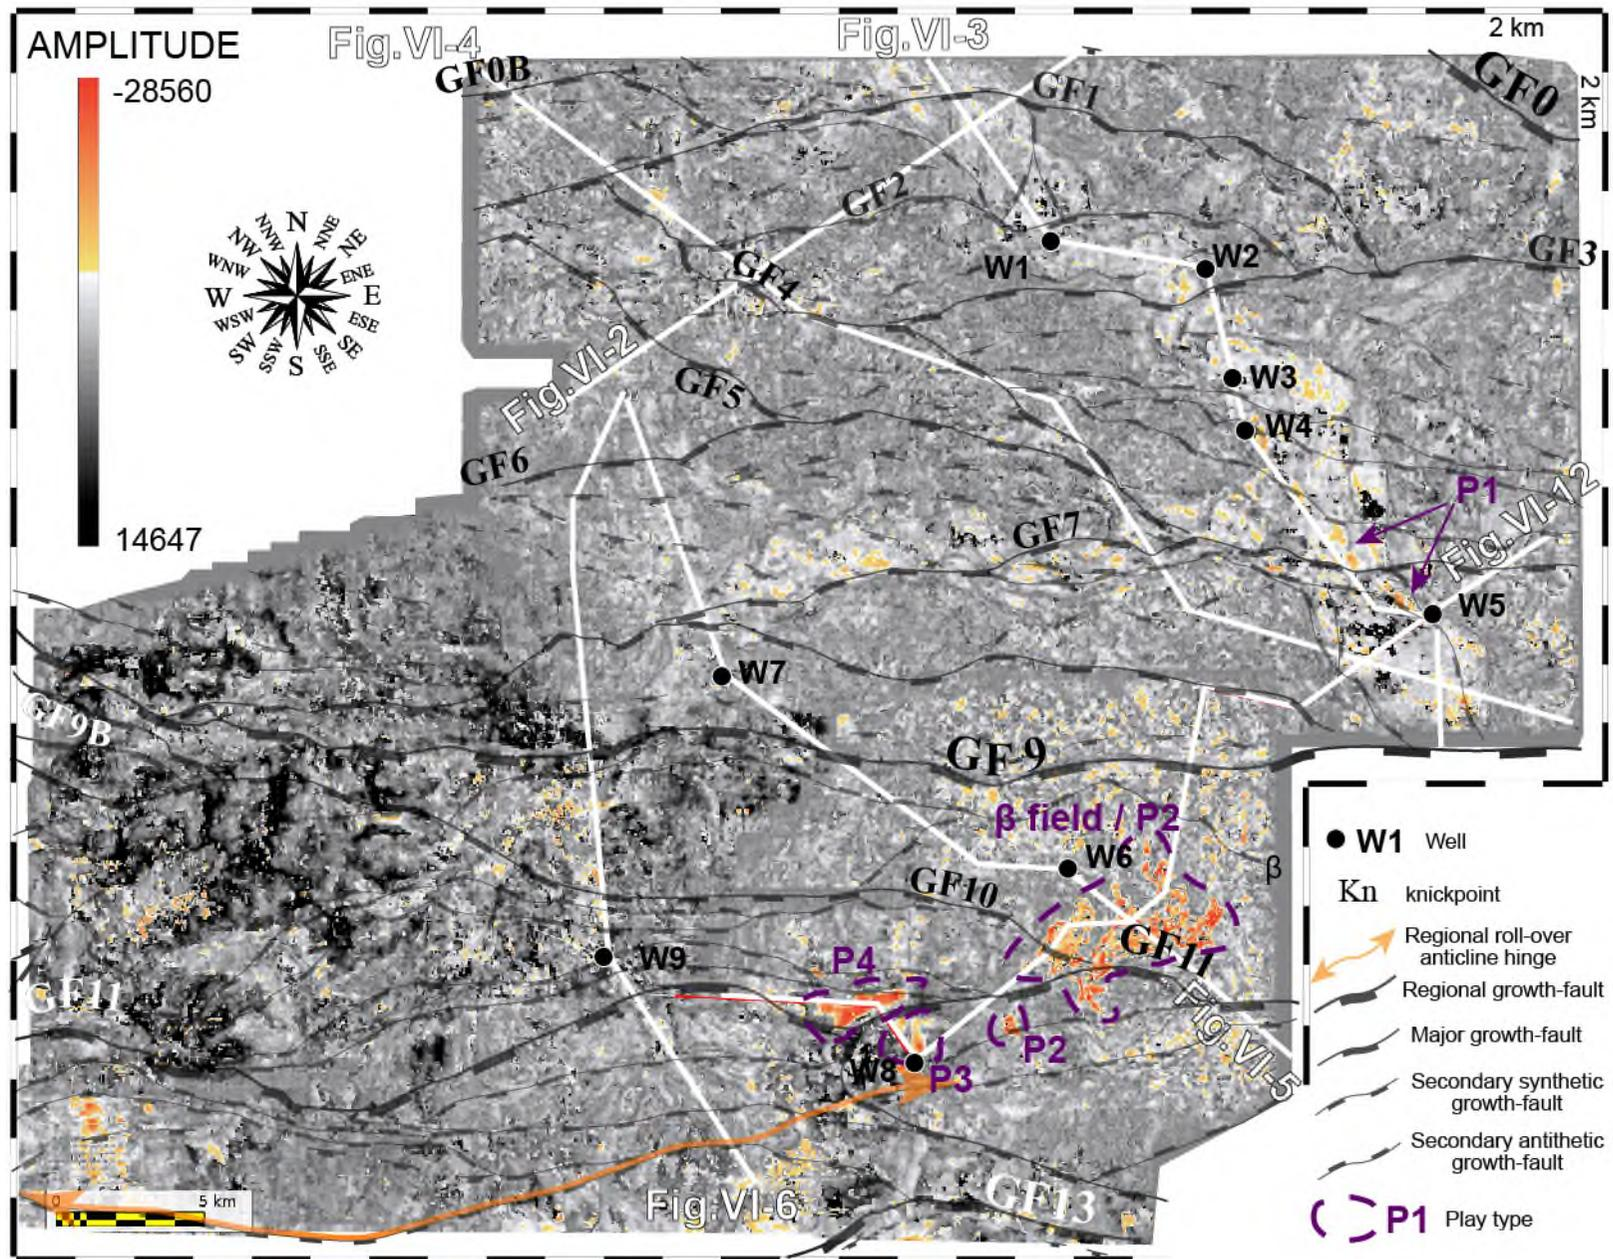 AMPLITUDE
-28560
14647
Fig.VI-4
Fig.VI-3
2 km
2 km
GF0B
GF1
GF0
N
NNE
NE
ENE
E
ESE
SE
SSE
S
SSW
SW
WSW
W
WNW
NW
NNW
GF2
W1
W2
GF3
GF4
Fig.VI-2
GF5
W3
W4
GF6
P1
Fig.VI-12
GF7
W5
W7
GF9B
GF-9
β field / P2
W6
β
GF10
GF11
W9
P4
GF11
P2
W8
P3
Fig.VI-5
0
5 km
Fig.VI-6
GF13
W1 Well
Kn knickpoint
Regional roll-over
anticline hinge
Regional growth-fault
Major growth-fault
Secondary synthetic
growth-fault
Secondary antithetic
growth-fault
P1 Play type